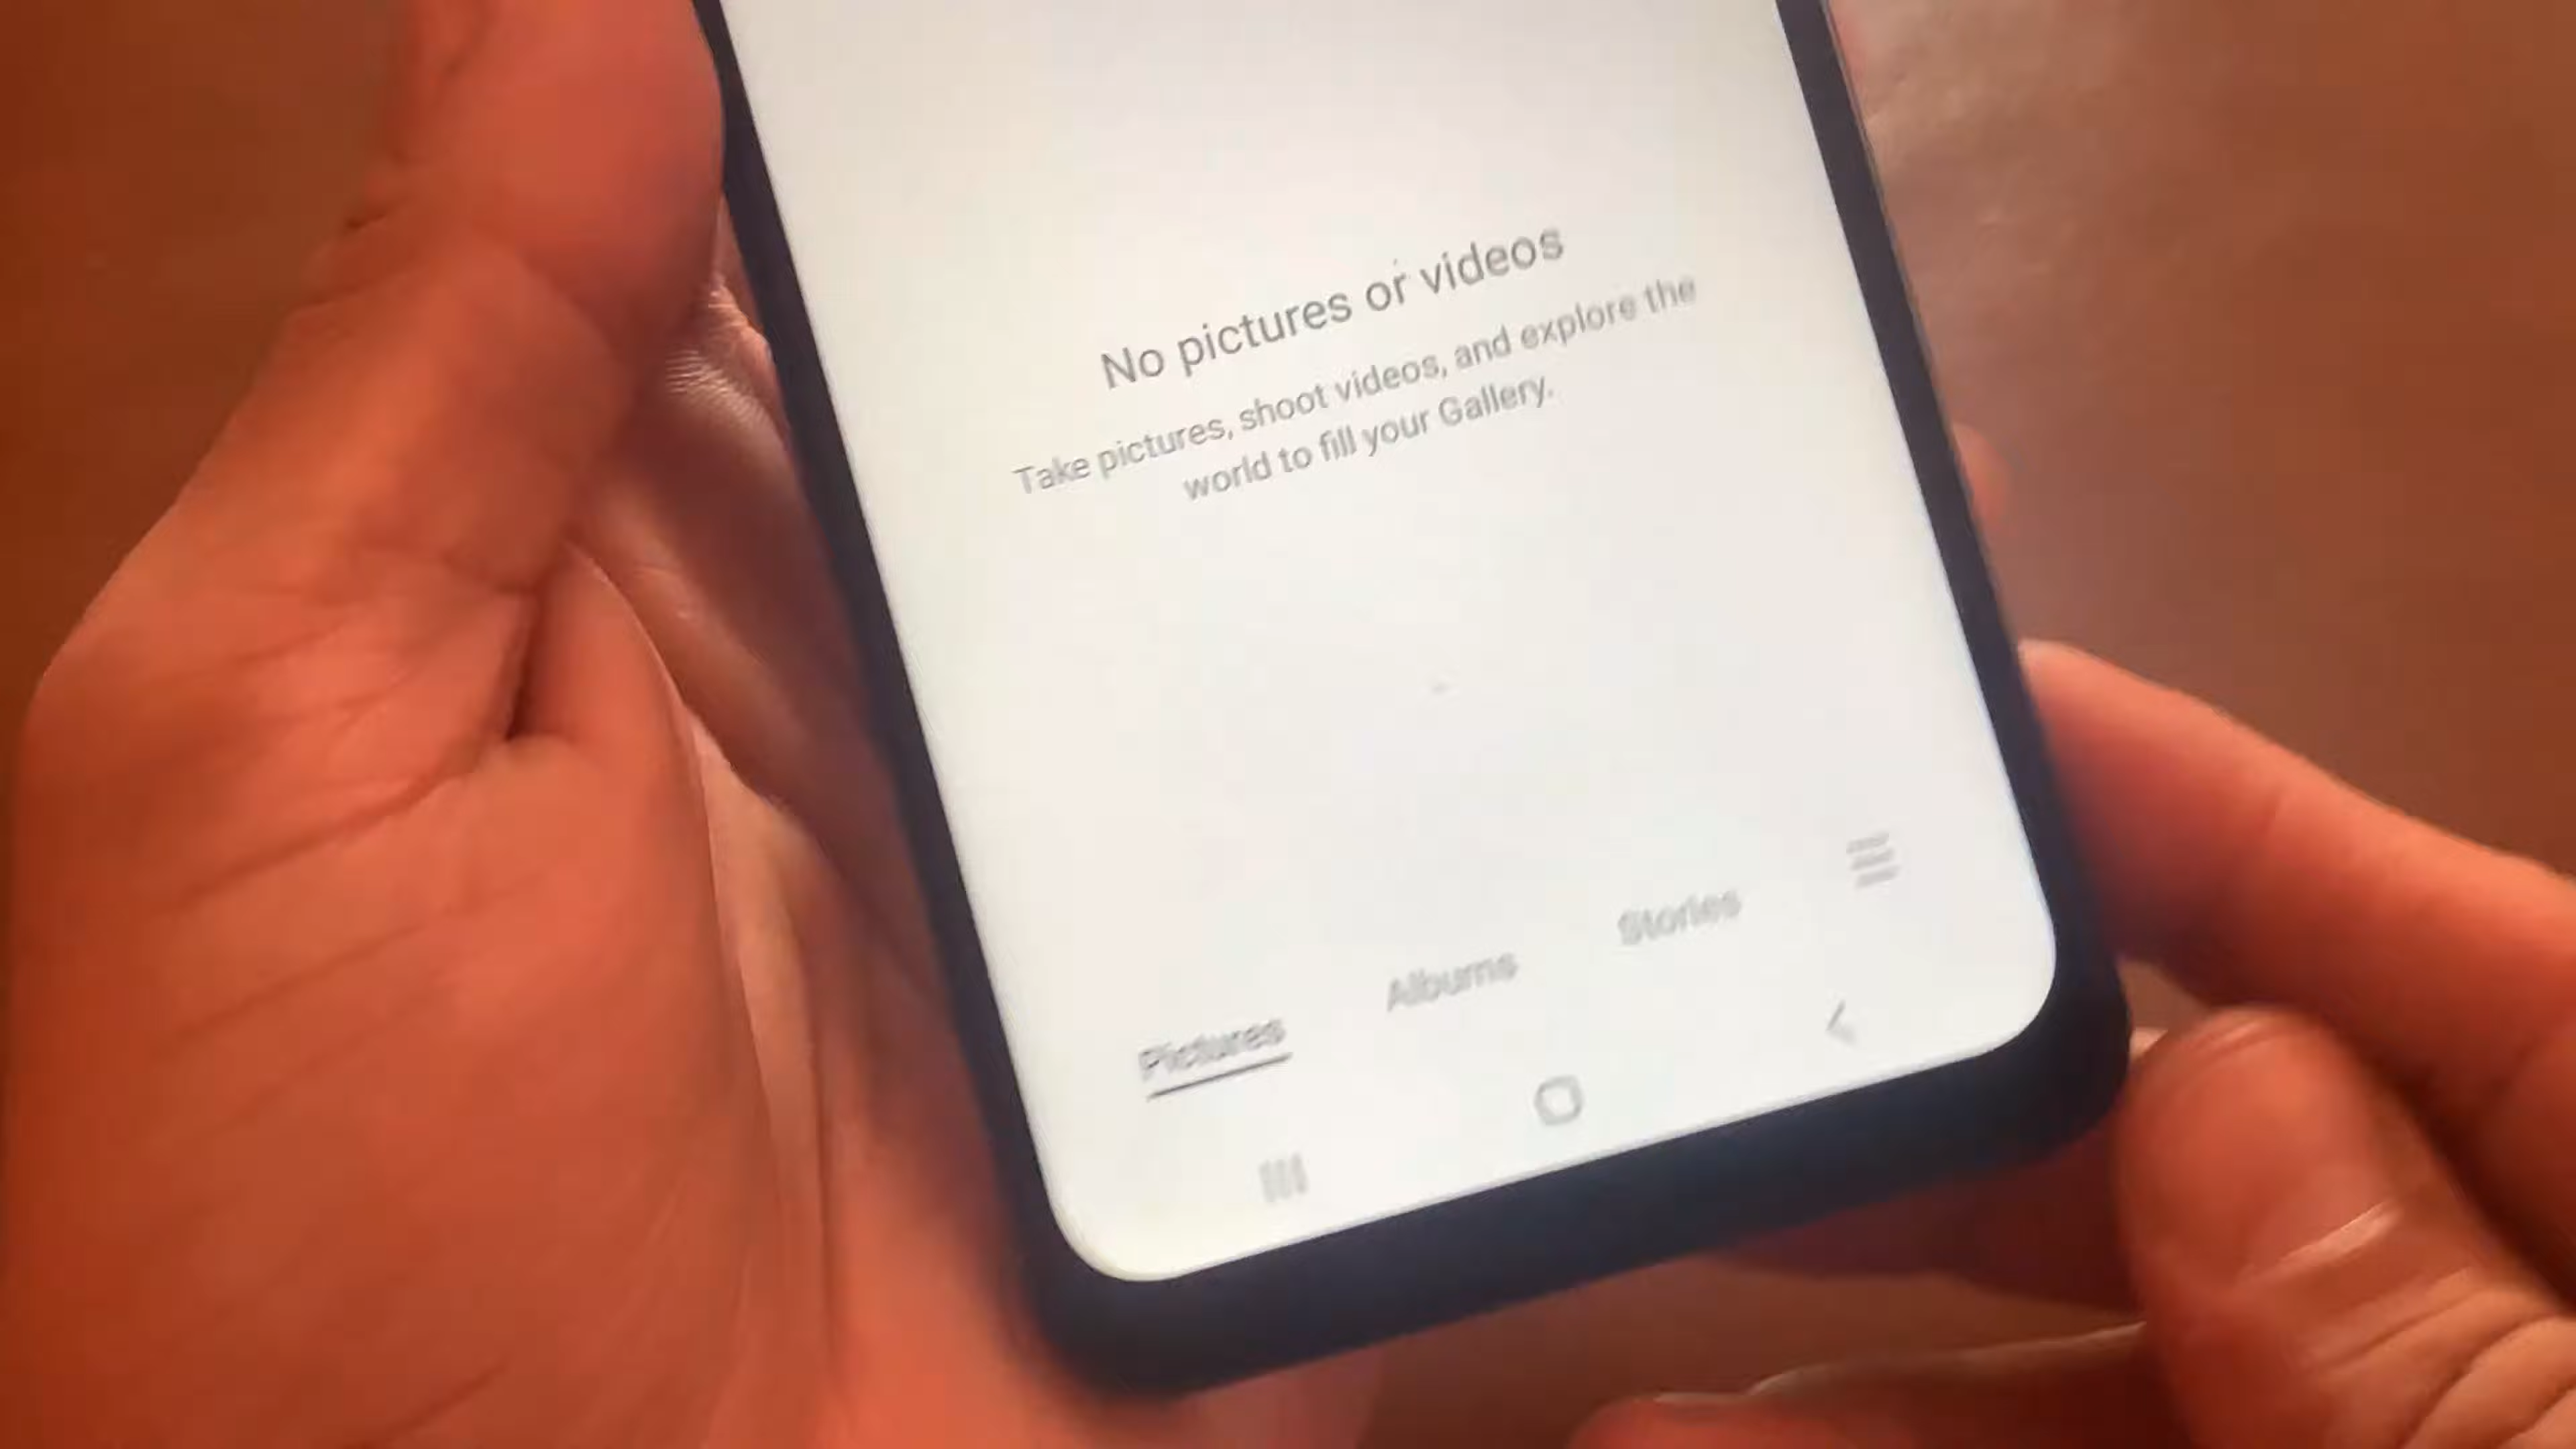 No pictures or videos
Take pictures, shoot videos, and explore the
world to fill your Gallery.
Pictures
Albums
Stories